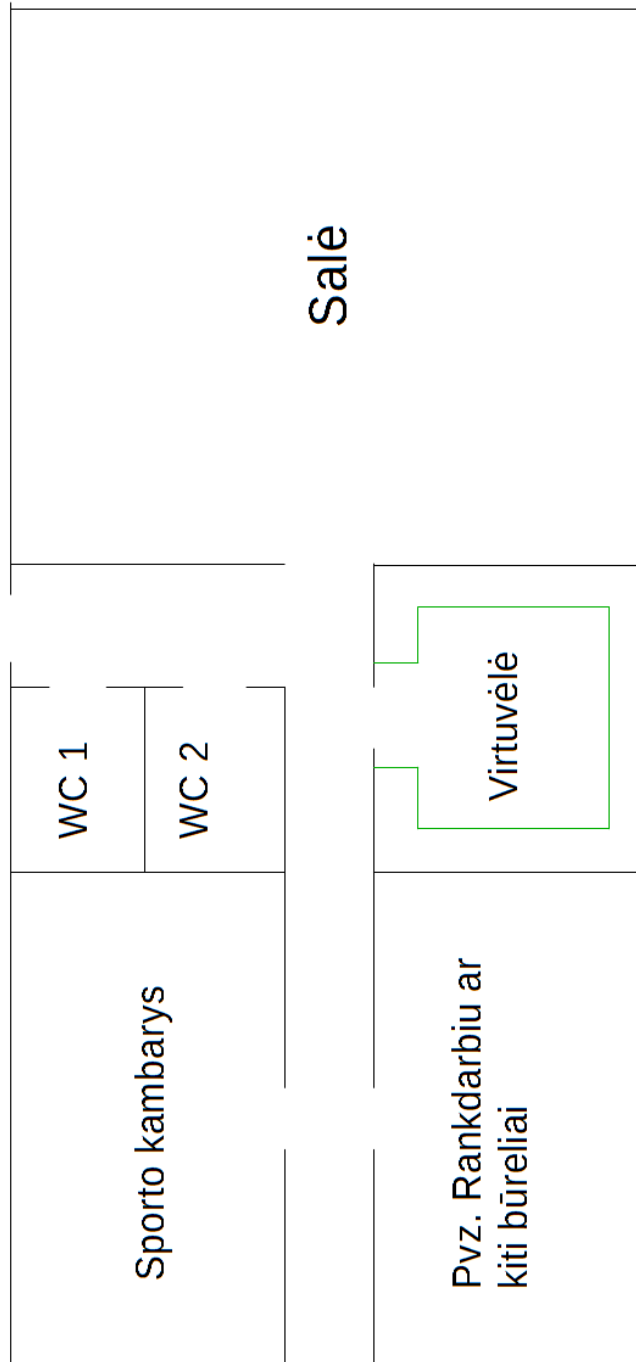 Salė
WC 1
WC 2
Virtuvėlė
Sporto kambarys
Pvz. Rankdarbiu ar
kiti būreliai